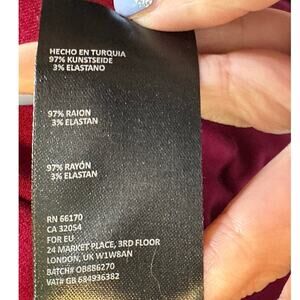 HECHO EN TURQUIA
97% KUNSTSEIDE
3% ELASTANO
97% RAION
3% ELASTAN
97% RAYÓN
3% ELASTAN
RN 66170
CA 32054
FOR EU
24 MARKET PLACE, 3RD FLOOR
LONDON, UK W1W8AN
BATCH# OB886270
VAT# GB 684936382